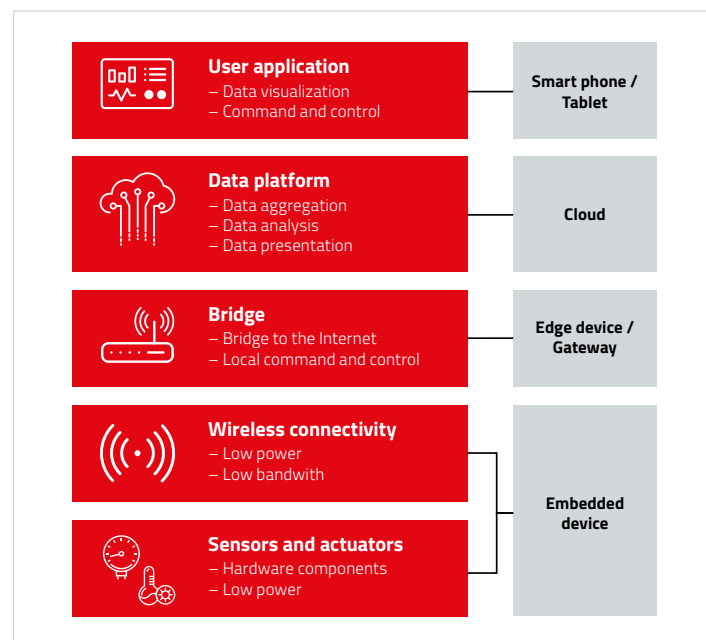 User application
– Data visualization
– Command and control
Smart phone /
Tablet
Data platform
– Data aggregation
– Data analysis
– Data presentation
Cloud
Bridge
– Bridge to the Internet
– Local command and control
Edge device /
Gateway
Wireless connectivity
– Low power
– Low bandwith
Sensors and actuators
– Hardware components
– Low power
Embedded
device